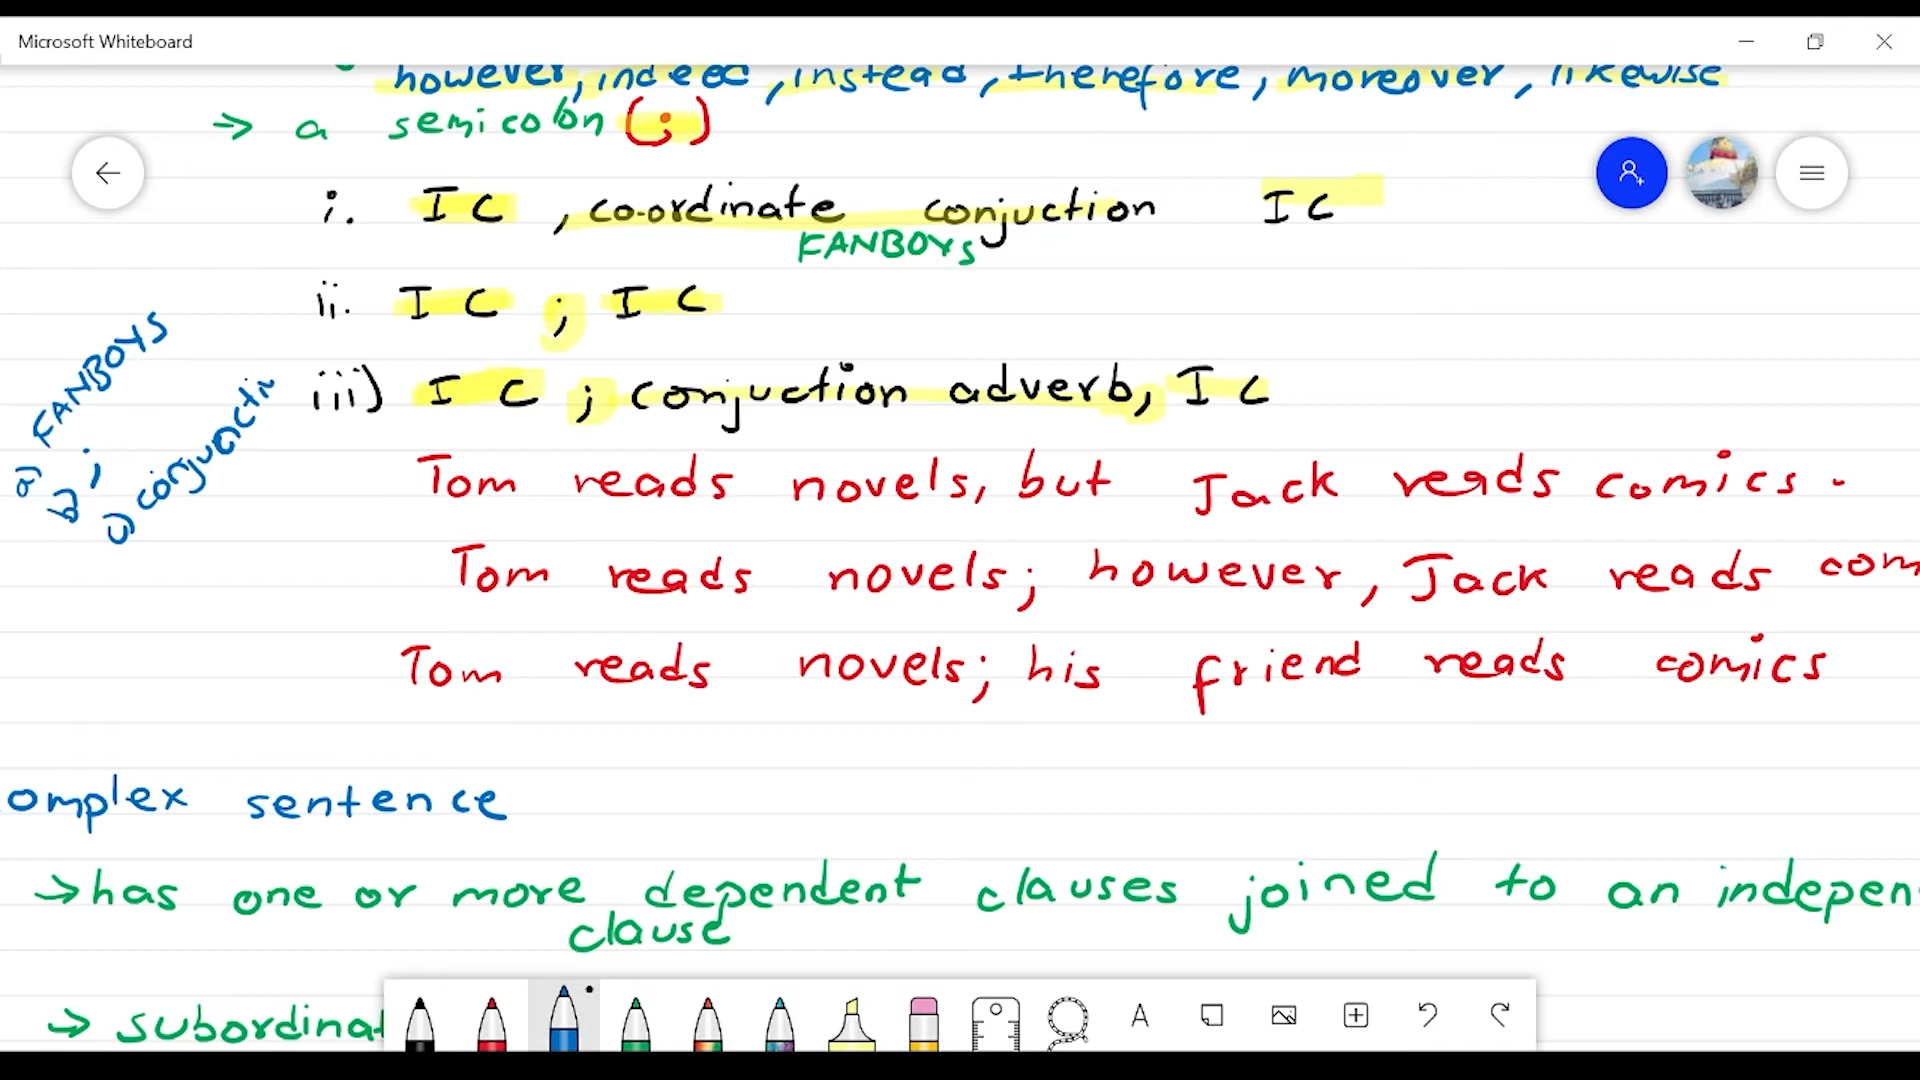 Microsoft Whiteboard
however, indeed, instead, therefore, moreover, likewise
→ a semicolon (;)
i. IC , co-ordinate conjuction IC
FANBOYS
ii. IC ; IC
iii) IC ; conjuction adverb, IC
a) FANBOYS
b) ;
c) conjunctiv
Tom reads novels, but Jack reads comics.
Tom reads novels; however, Jack reads com
Tom reads novels; his friend reads comics
omplex sentence
→ has one or more dependent clauses joined to an indepen
clause
→ subordinat
A